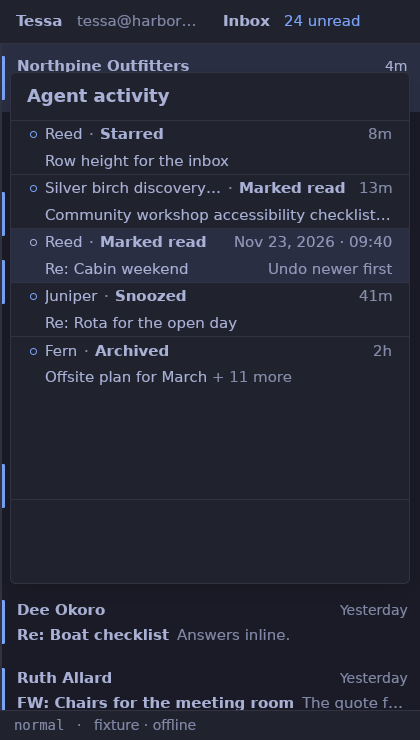 Tessa tessa@harbor… Inbox 24 unread
Northpine Outfitters 4m
Agent activity
Reed · Starred 8m
Row height for the inbox
Silver birch discovery… · Marked read 13m
Community workshop accessibility checklist…
Reed · Marked read Nov 23, 2026 · 09:40
Re: Cabin weekend Undo newer first
Juniper · Snoozed 41m
Re: Rota for the open day
Fern · Archived 2h
Offsite plan for March + 11 more
Dee Okoro Yesterday
Re: Boat checklist Answers inline.
Ruth Allard Yesterday
FW: Chairs for the meeting room The quote f…
normal · fixture · offline